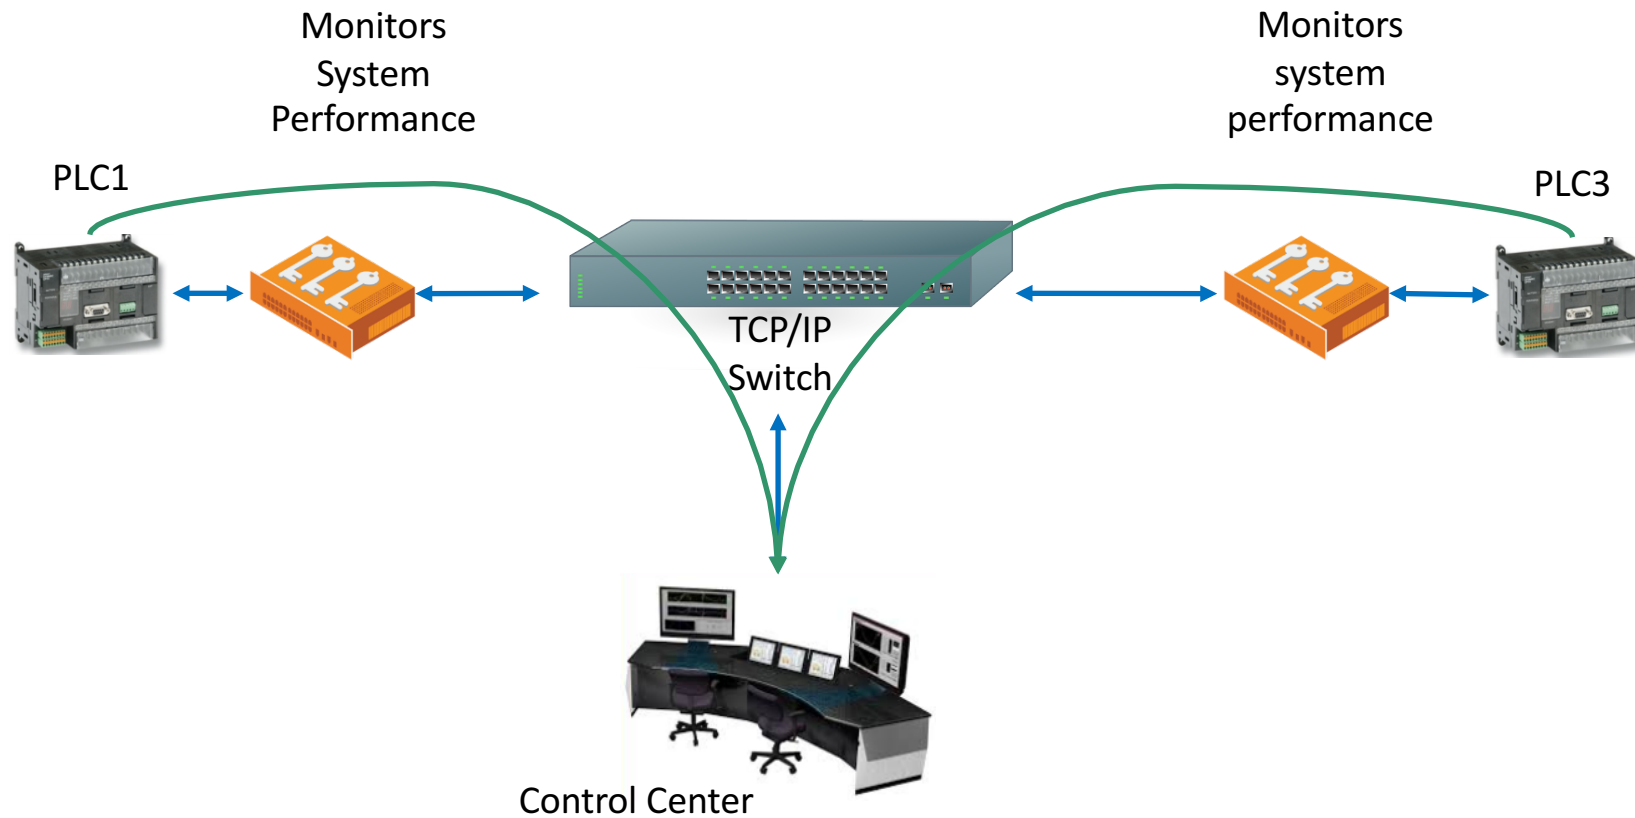 Monitors
System
Performance
Monitors
system
performance
PLC1
PLC3
TCP/IP
Switch
Control Center